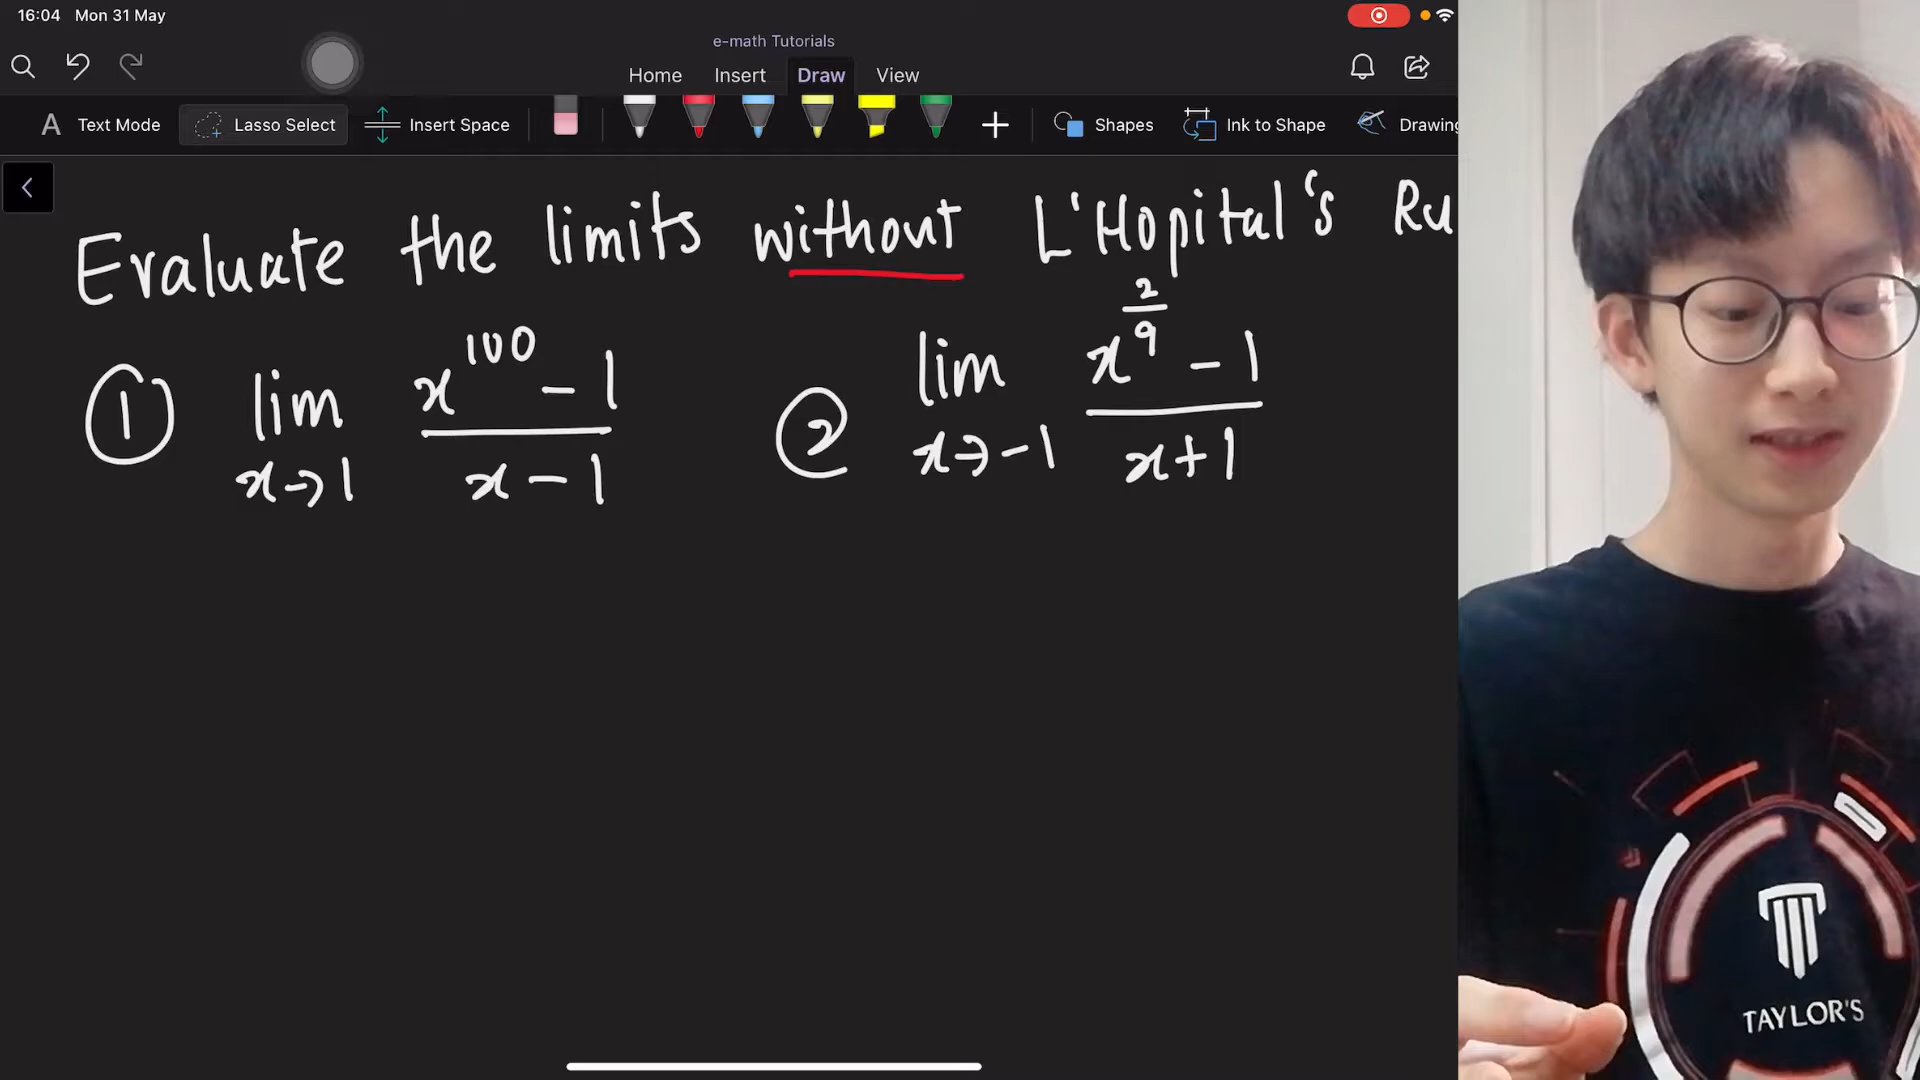 16:04 Mon 31 May
e-math Tutorials
Home Insert Draw View
A Text Mode Lasso Select Insert Space Shapes Ink to Shape Drawing
Evaluate the limits without L'Hopital's Ru
① lim x→1 (x^100 - 1)/(x - 1)
② lim x→-1 (x^(2/9) - 1)/(x+1)
TAYLOR'S